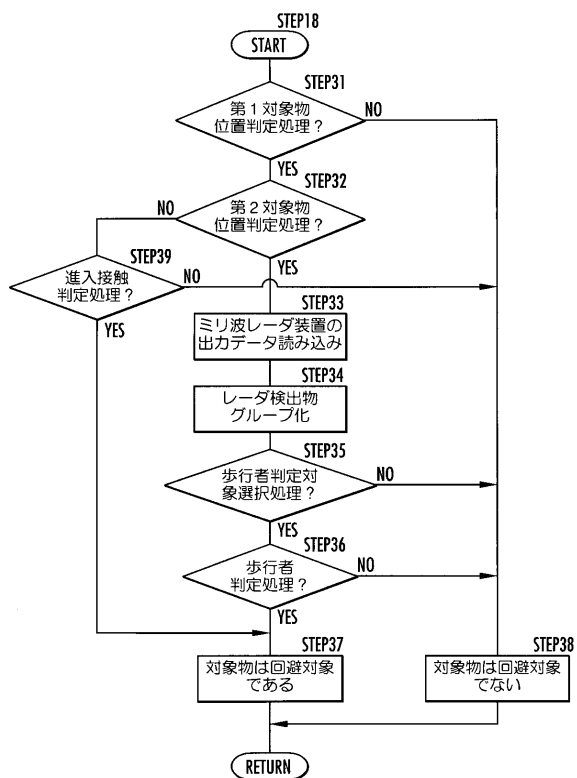 STEP18
START
STEP31
第1対象物
位置判定処理?
NO
YES
STEP32
第2対象物
位置判定処理?
NO
YES
STEP39
進入接触
判定処理?
NO
YES
STEP33
ミリ波レーダ装置の
出力データ読み込み
STEP34
レーダ検出物
グループ化
STEP35
歩行者判定対
象選択処理?
NO
YES
STEP36
歩行者
判定処理?
NO
YES
STEP37
対象物は回避対象
である
STEP38
対象物は回避対象
でない
RETURN